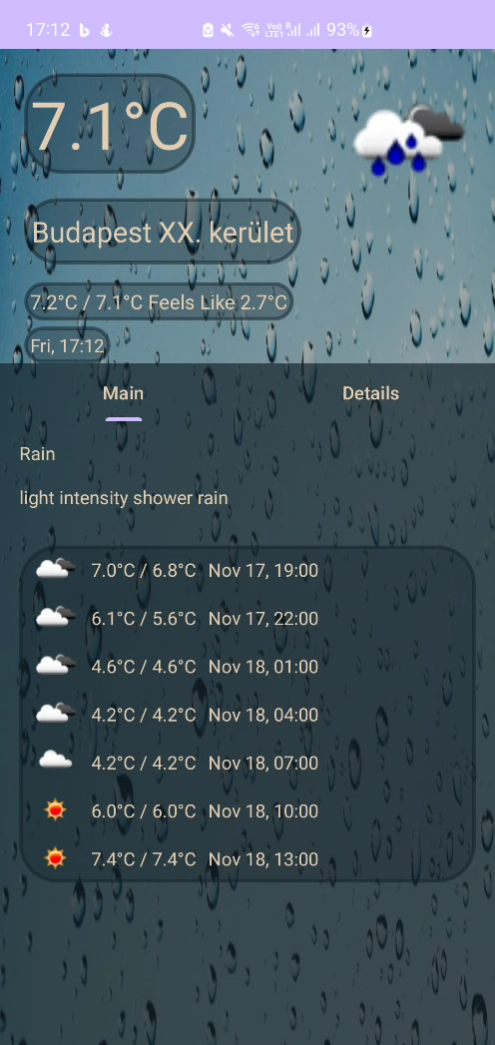 17:12 93%
7.1°C
Budapest XX. kerület
7.2°C / 7.1°C Feels Like 2.7°C
Fri, 17:12
Main Details
Rain
light intensity shower rain
7.0°C / 6.8°C Nov 17, 19:00
6.1°C / 5.6°C Nov 17, 22:00
4.6°C / 4.6°C Nov 18, 01:00
4.2°C / 4.2°C Nov 18, 04:00
4.2°C / 4.2°C Nov 18, 07:00
6.0°C / 6.0°C Nov 18, 10:00
7.4°C / 7.4°C Nov 18, 13:00